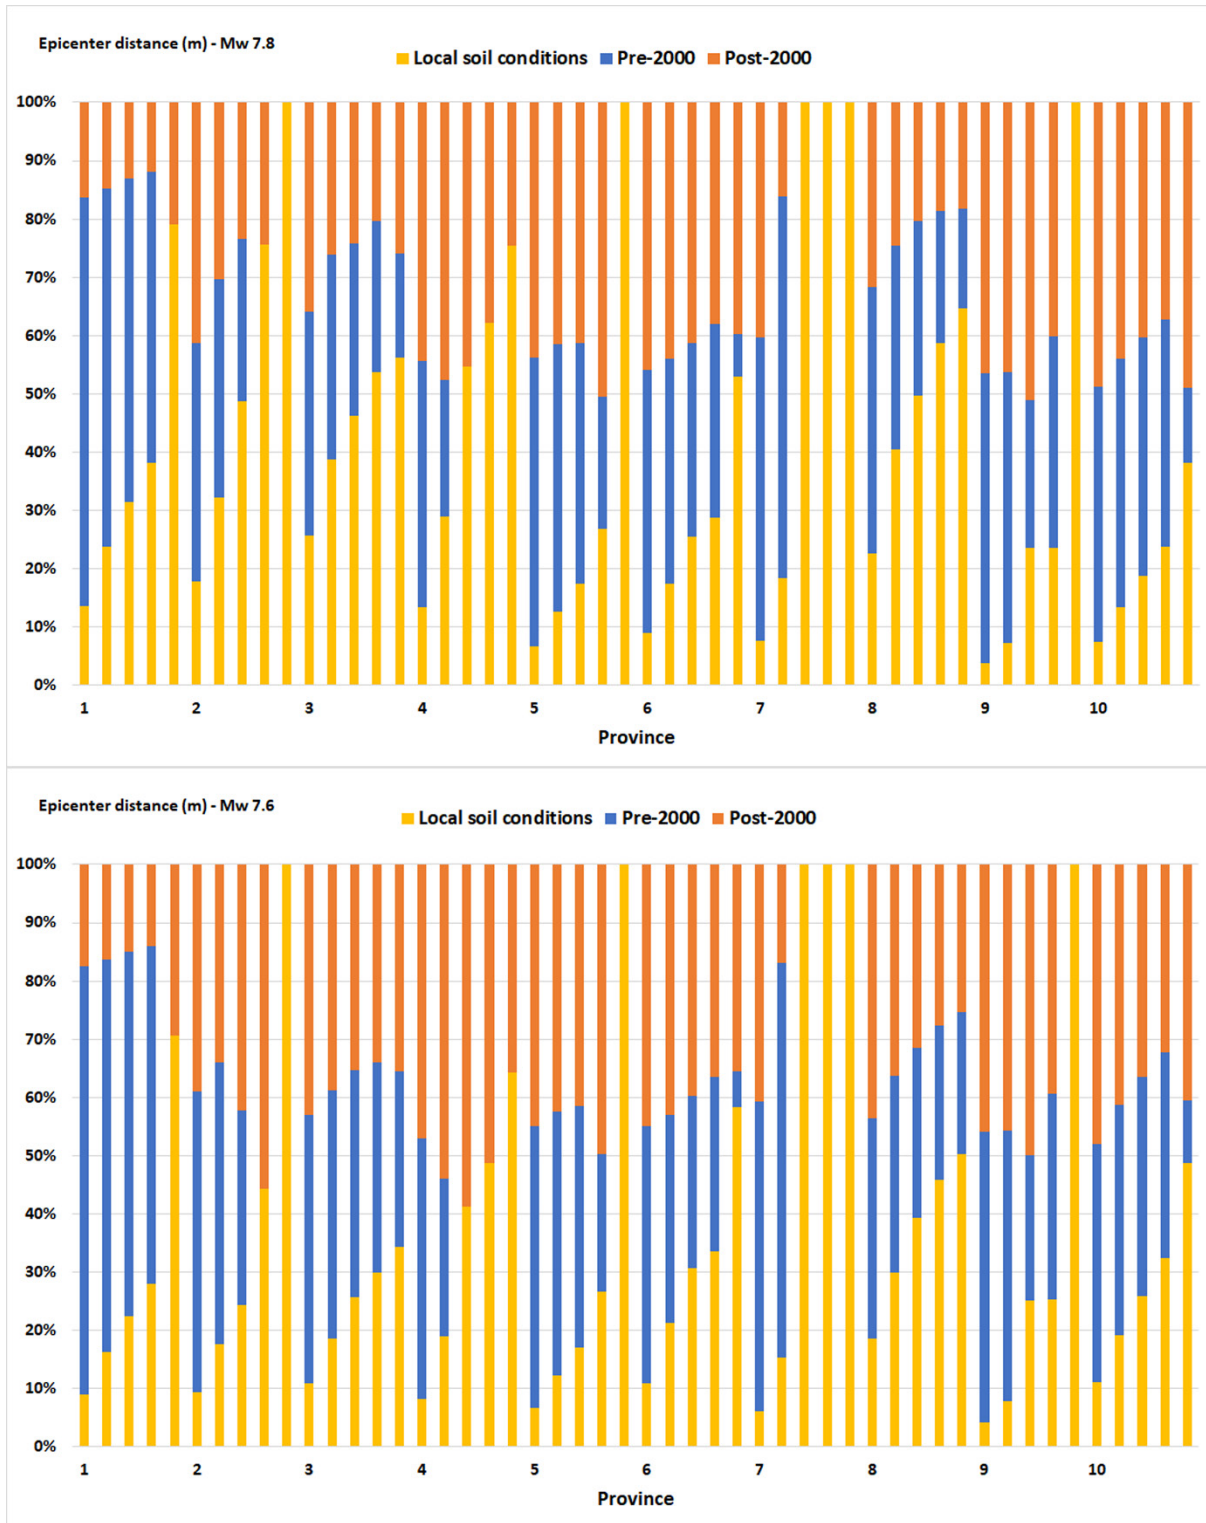 Epicenter distance (m) - Mw 7.8
Local soil conditions Pre-2000 Post-2000
100%
90%
80%
70%
60%
50%
40%
30%
20%
10%
0%
1 2 3 4 5 6 7 8 9 10
Province
Epicenter distance (m) - Mw 7.6
Local soil conditions Pre-2000 Post-2000
100%
90%
80%
70%
60%
50%
40%
30%
20%
10%
0%
1 2 3 4 5 6 7 8 9 10
Province